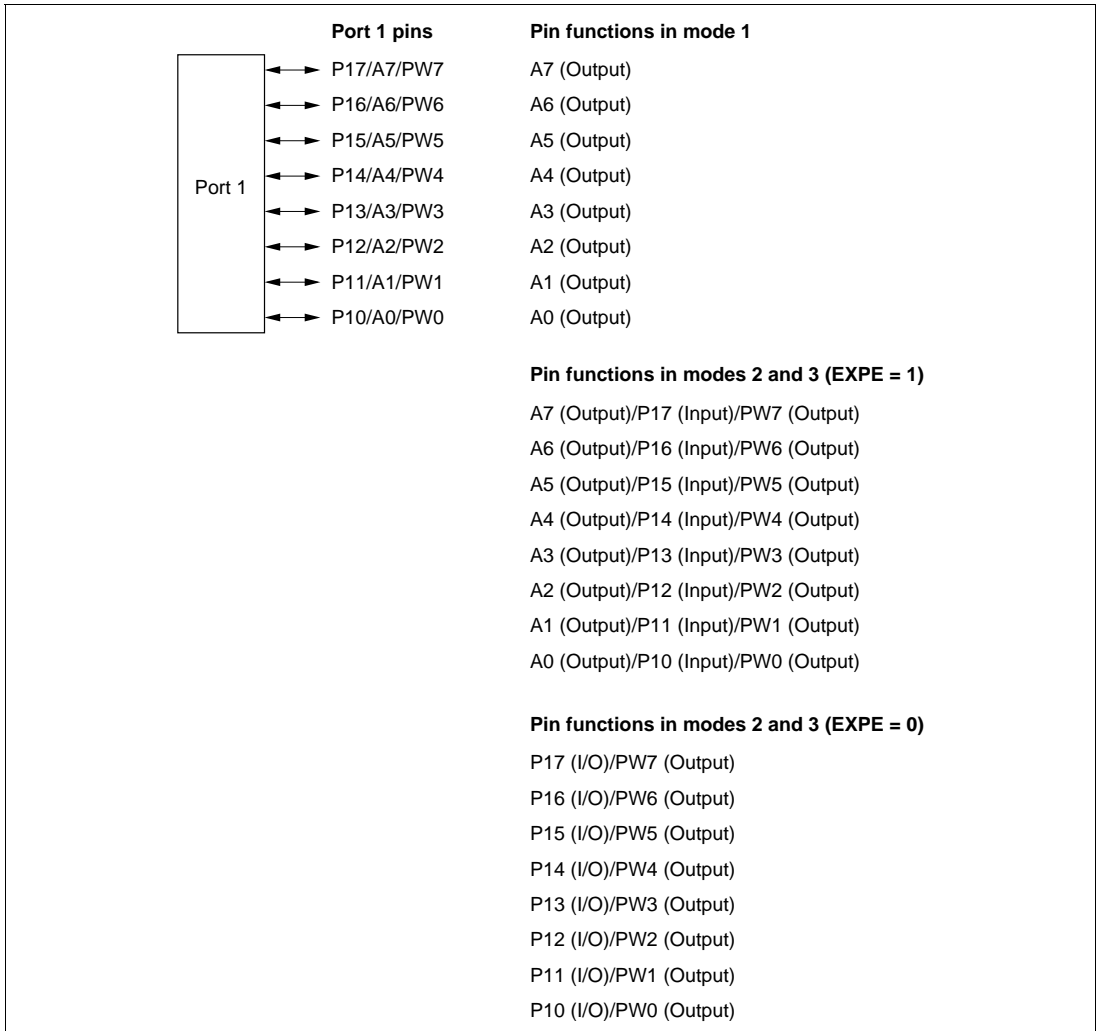 Port 1 pins Pin functions in mode 1
P17/A7/PW7 A7 (Output)
P16/A6/PW6 A6 (Output)
P15/A5/PW5 A5 (Output)
P14/A4/PW4 A4 (Output)
Port 1
P13/A3/PW3 A3 (Output)
P12/A2/PW2 A2 (Output)
P11/A1/PW1 A1 (Output)
P10/A0/PW0 A0 (Output)
Pin functions in modes 2 and 3 (EXPE = 1)
A7 (Output)/P17 (Input)/PW7 (Output)
A6 (Output)/P16 (Input)/PW6 (Output)
A5 (Output)/P15 (Input)/PW5 (Output)
A4 (Output)/P14 (Input)/PW4 (Output)
A3 (Output)/P13 (Input)/PW3 (Output)
A2 (Output)/P12 (Input)/PW2 (Output)
A1 (Output)/P11 (Input)/PW1 (Output)
A0 (Output)/P10 (Input)/PW0 (Output)
Pin functions in modes 2 and 3 (EXPE = 0)
P17 (I/O)/PW7 (Output)
P16 (I/O)/PW6 (Output)
P15 (I/O)/PW5 (Output)
P14 (I/O)/PW4 (Output)
P13 (I/O)/PW3 (Output)
P12 (I/O)/PW2 (Output)
P11 (I/O)/PW1 (Output)
P10 (I/O)/PW0 (Output)